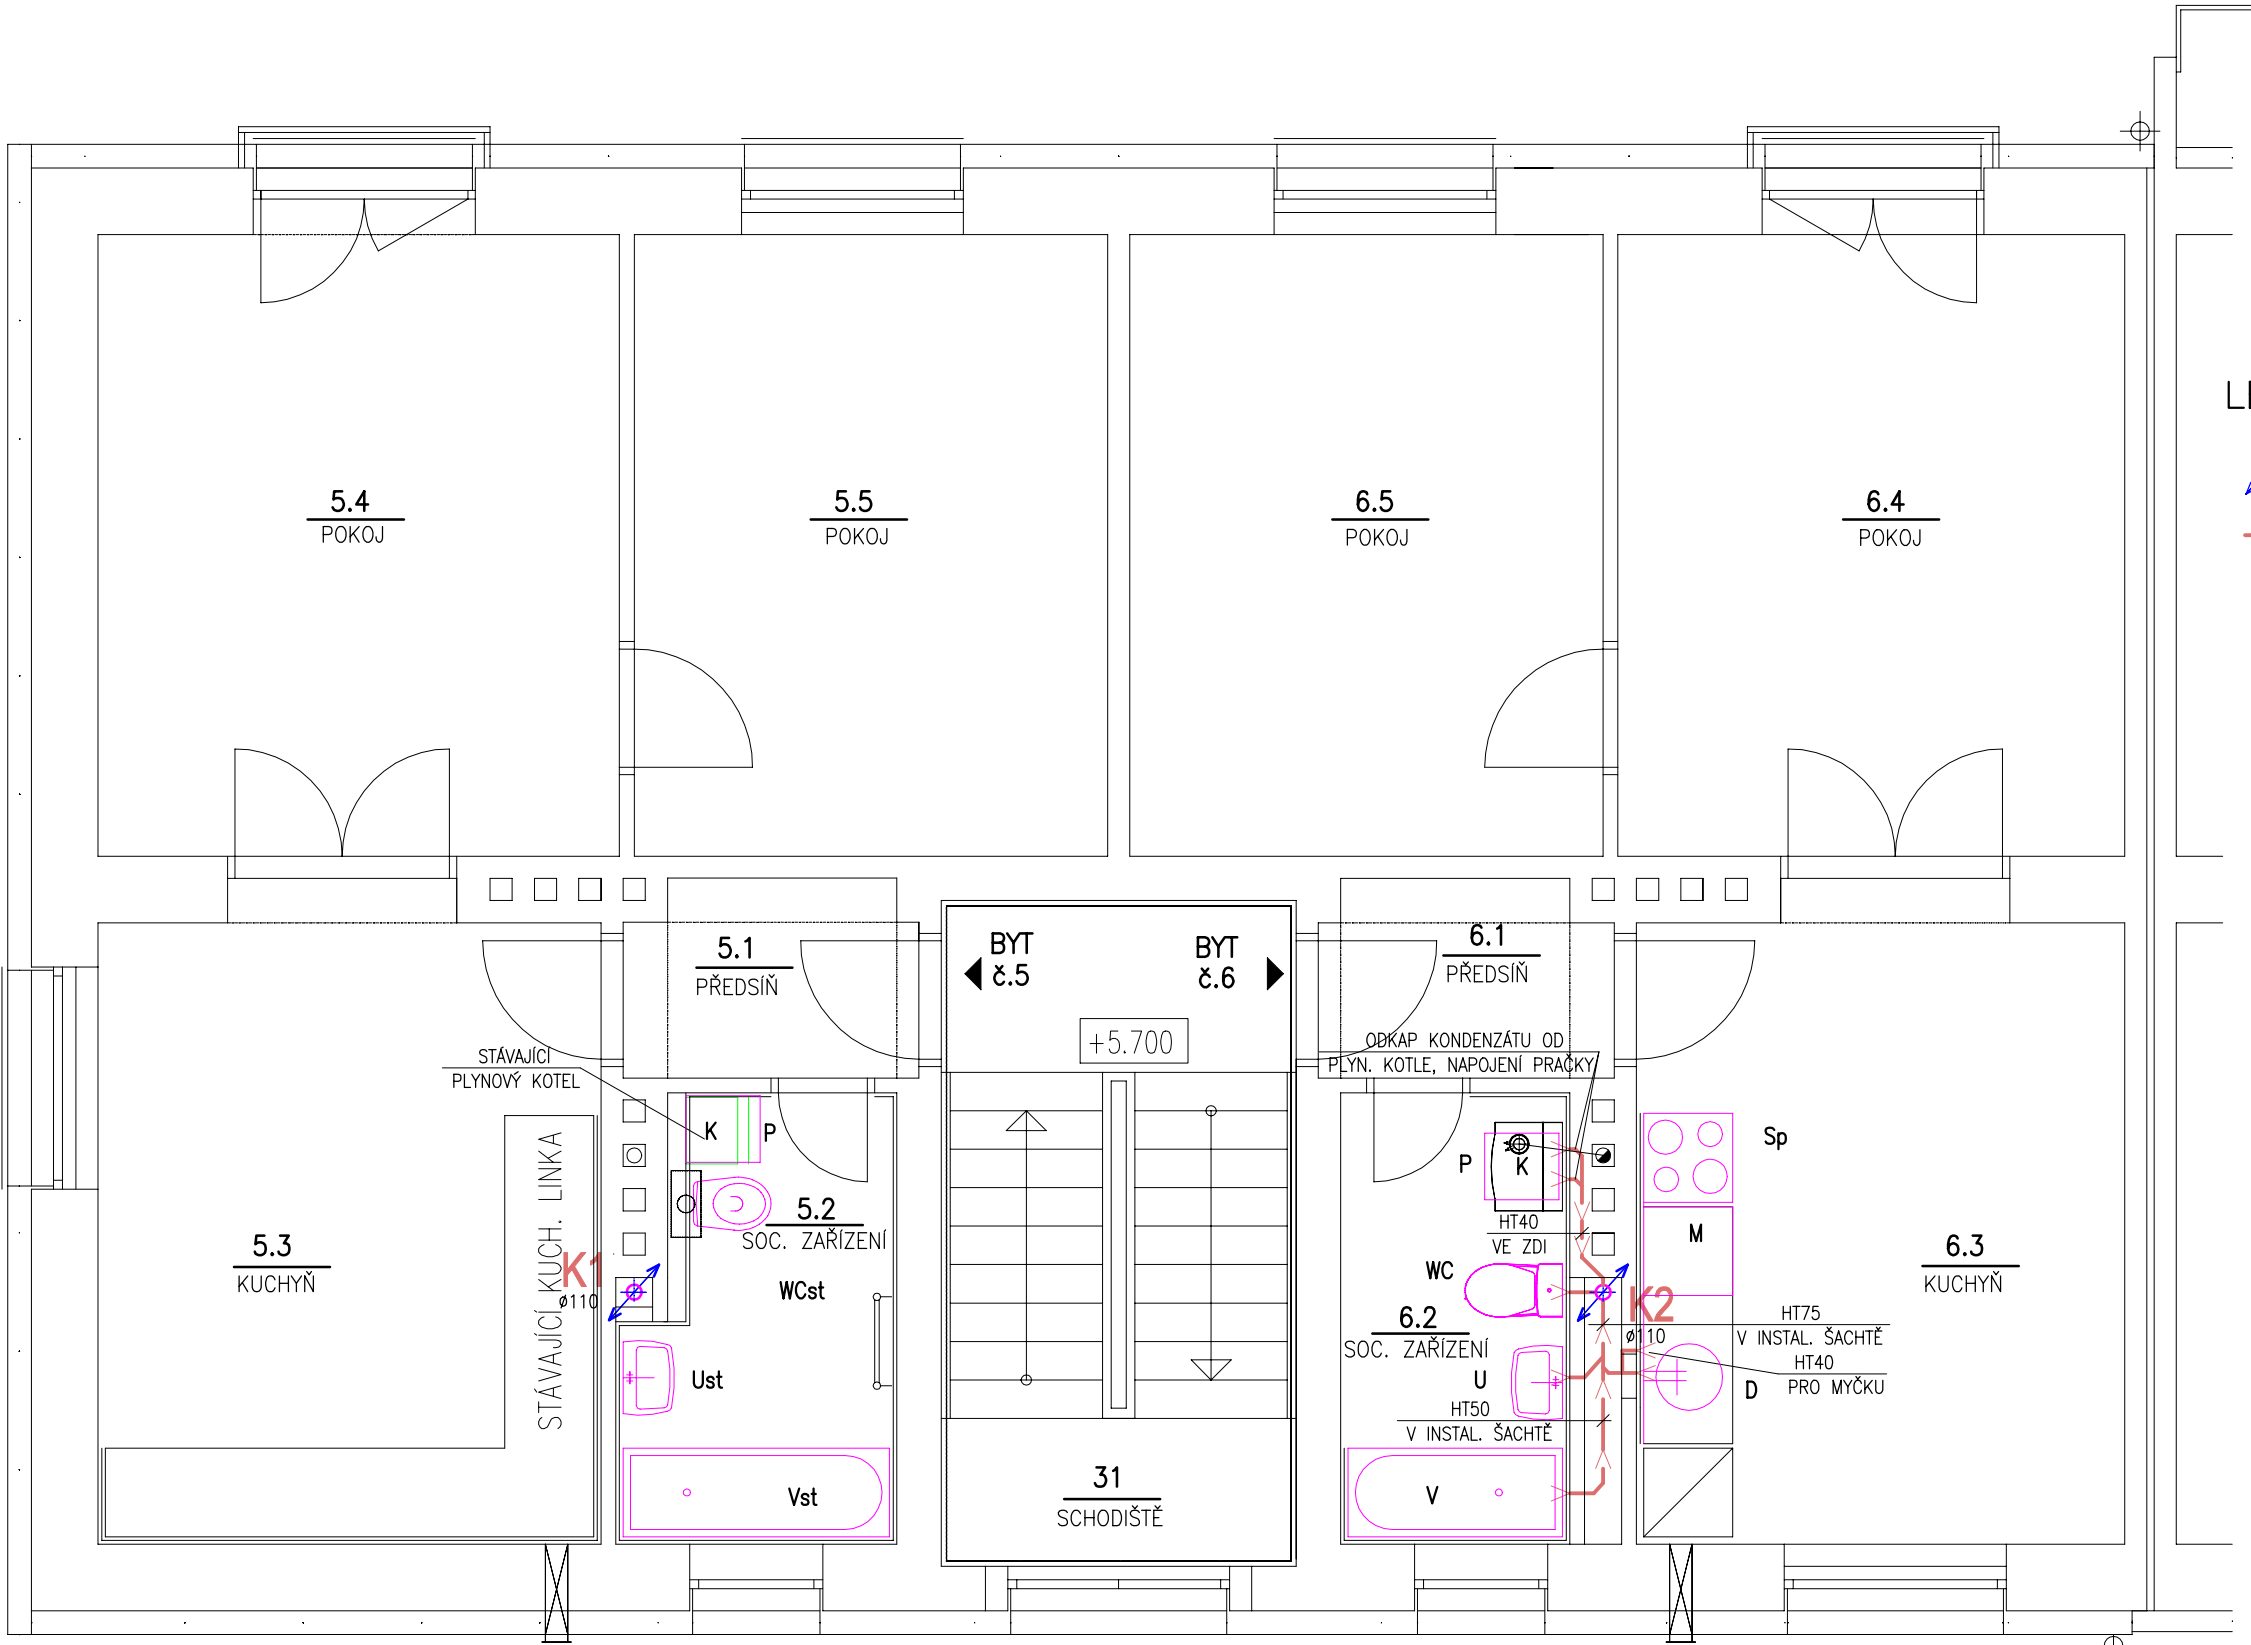 5.4
POKOJ
5.5
POKOJ
6.5
POKOJ
6.4
POKOJ
5.1
PŘEDSÍŇ
BYT
č.5
BYT
č.6
6.1
PŘEDSÍŇ
+5.700
STÁVAJÍCÍ
PLYNOVÝ KOTEL
ODKAP KONDENZÁTU OD
PLYN. KOTLE, NAPOJENÍ PRAČKY
K
P
P
K
Sp
STÁVAJÍCÍ KUCH. LINKA
5.2
SOC. ZAŘÍZENÍ
HT40
VE ZDI
M
5.3
KUCHYŇ
6.3
KUCHYŇ
K1
ø110
WCst
WC
K2
ø110
6.2
SOC. ZAŘÍZENÍ
HT75
V INSTAL. ŠACHTĚ
HT40
PRO MYČKU
Ust
U
D
HT50
V INSTAL. ŠACHTĚ
Vst
31
SCHODIŠTĚ
V